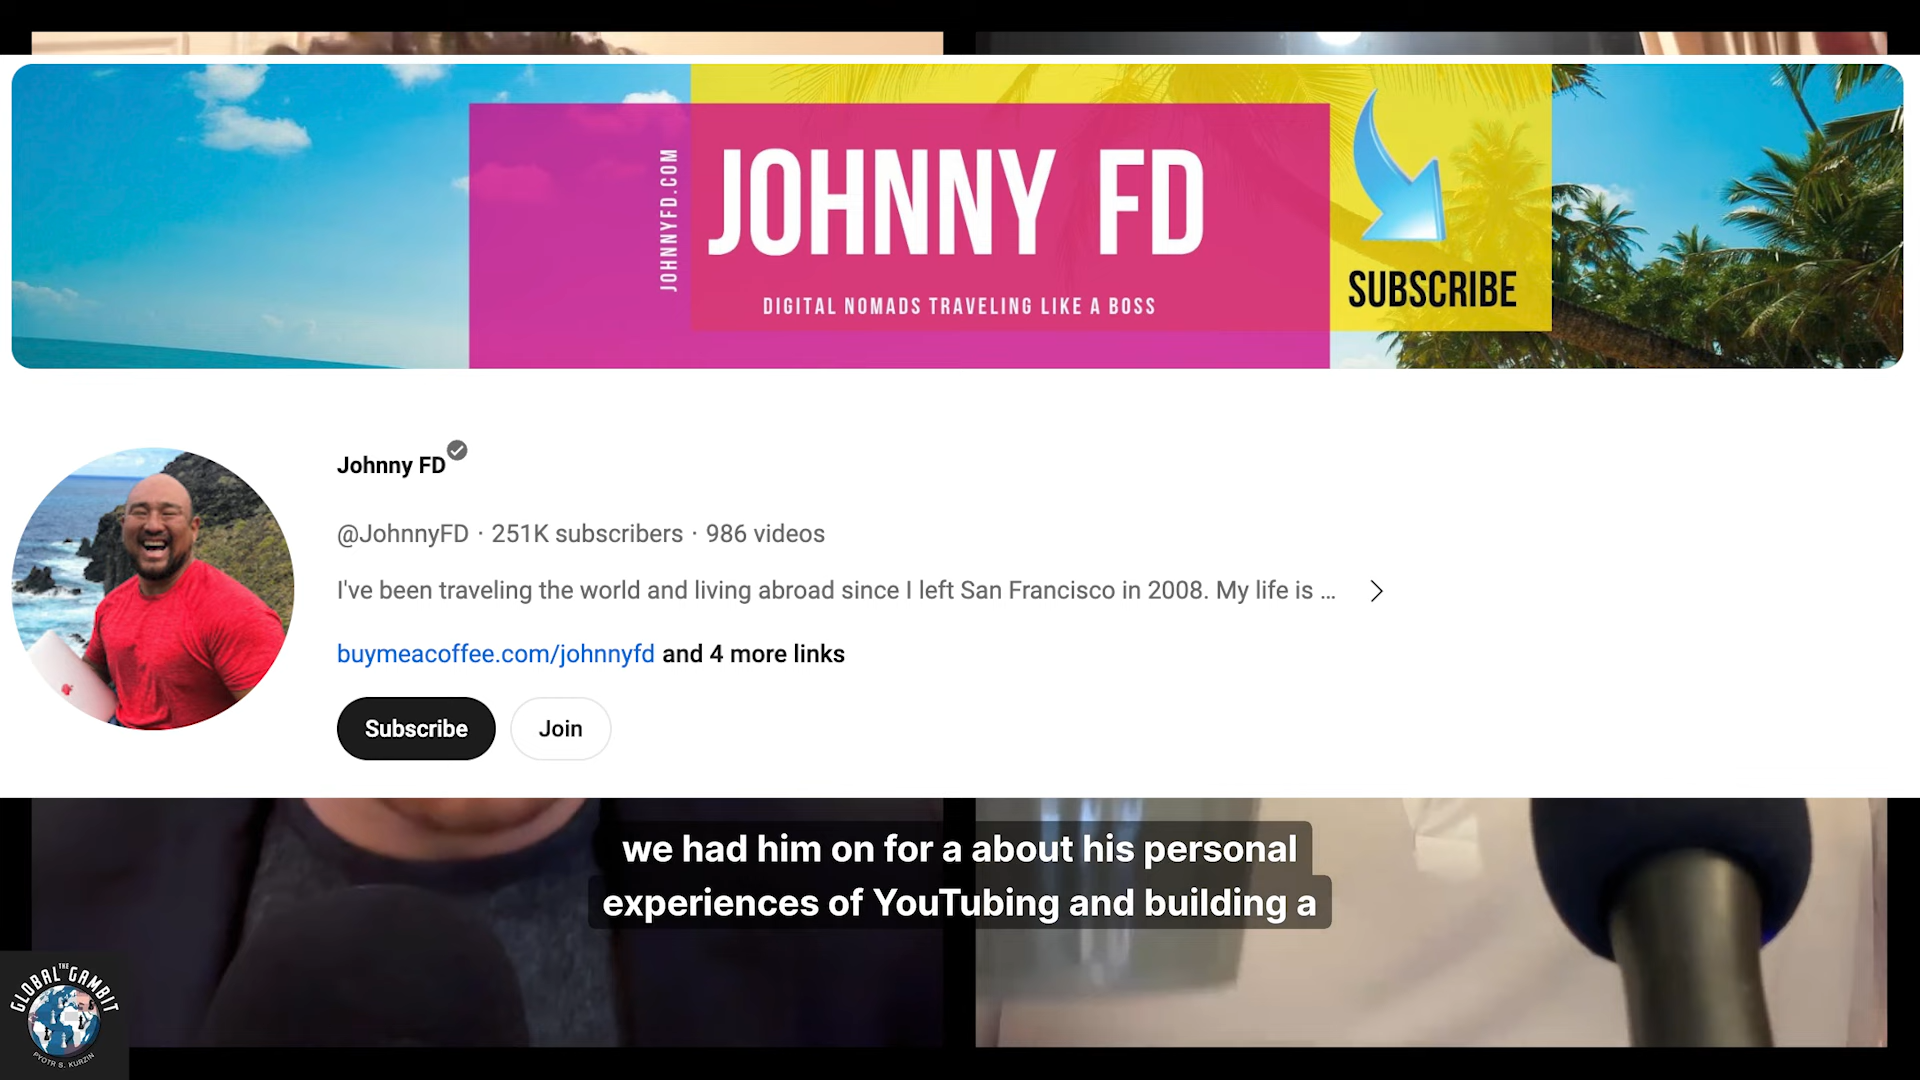 JOHNNYFD.COM
JOHNNY FD
DIGITAL NOMADS TRAVELING LIKE A BOSS
SUBSCRIBE
Johnny FD
@JohnnyFD · 251K subscribers · 986 videos
I've been traveling the world and living abroad since I left San Francisco in 2008. My life is ...
buymeacoffee.com/johnnyfd and 4 more links
Subscribe Join
we had him on for a about his personal
experiences of YouTubing and building a
THE
GLOBAL GAMBIT
PYOTR S. KURZIN